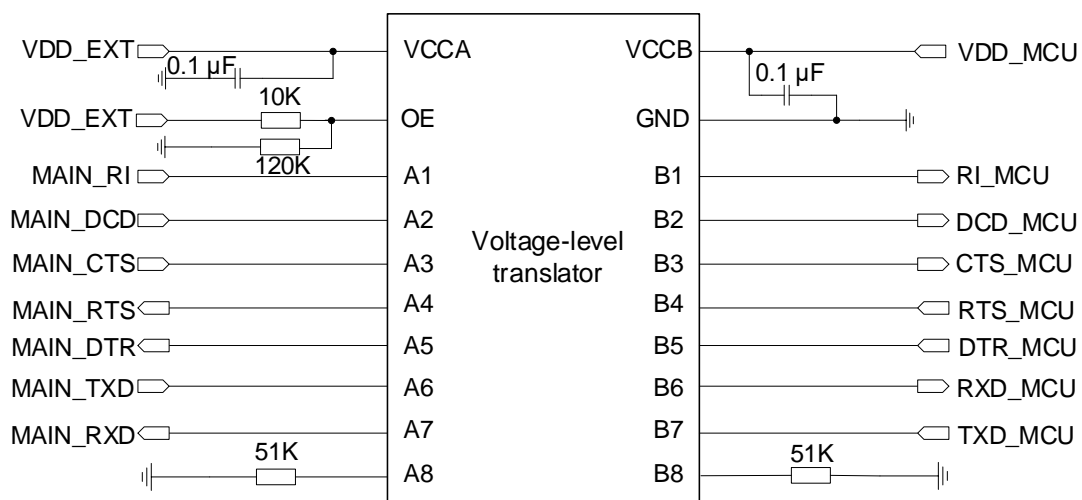 VDD_EXT VCCA VCCB VDD_MCU
0.1 µF 0.1 µF
10K
VDD_EXT OE GND
120K
MAIN_RI A1 B1 RI_MCU
MAIN_DCD A2 B2 DCD_MCU
Voltage-level
translator
MAIN_CTS A3 B3 CTS_MCU
MAIN_RTS A4 B4 RTS_MCU
MAIN_DTR A5 B5 DTR_MCU
MAIN_TXD A6 B6 RXD_MCU
MAIN_RXD A7 B7 TXD_MCU
51K A8 B8 51K